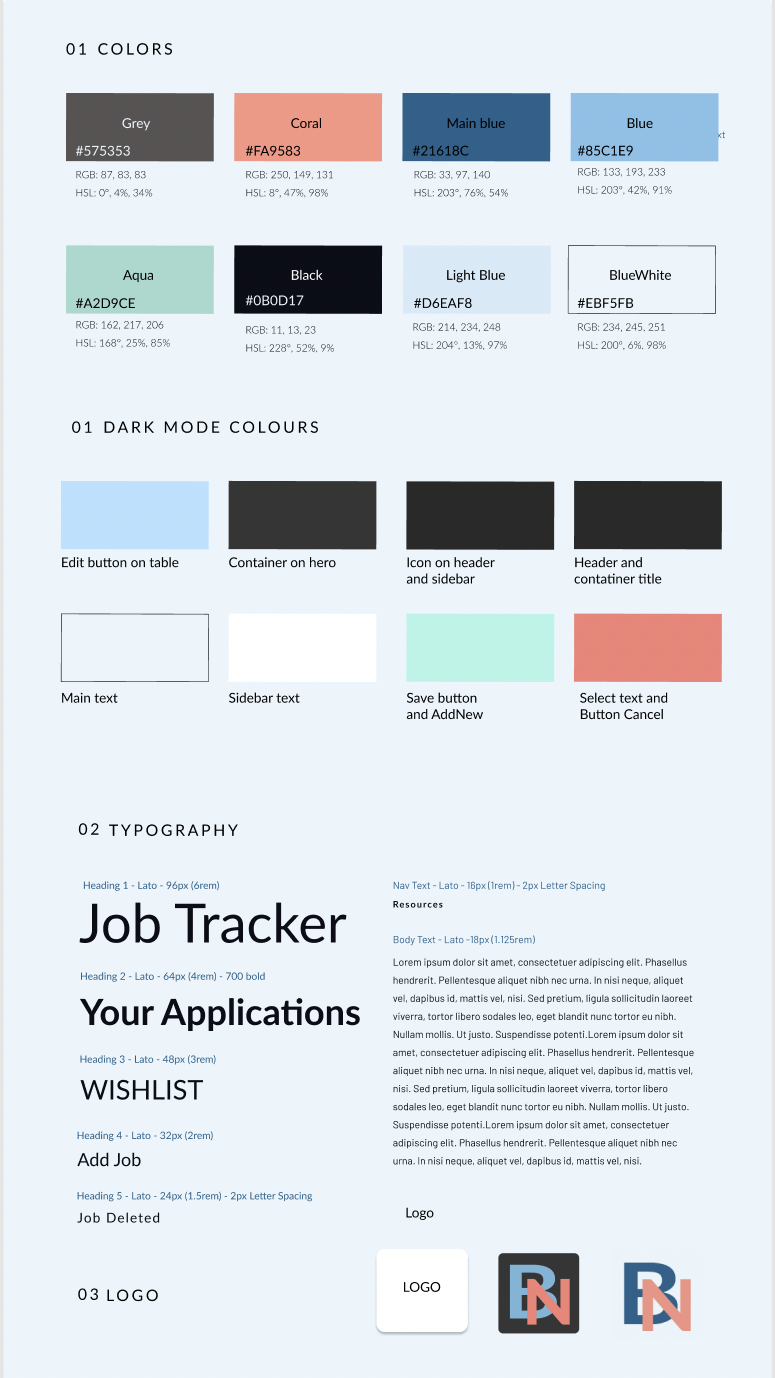 01 COLORS
Grey
#575353
RGB: 87, 83, 83
HSL: 0°, 4%, 34%
Coral
#FA9583
RGB: 250, 149, 131
HSL: 8°, 47%, 98%
Main blue
#21618C
RGB: 33, 97, 140
HSL: 203°, 76%, 54%
Blue
#85C1E9
RGB: 133, 193, 233
HSL: 203°, 42%, 91%
xt
Aqua
#A2D9CE
RGB: 162, 217, 206
HSL: 168°, 25%, 85%
Black
#0B0D17
RGB: 11, 13, 23
HSL: 228°, 52%, 9%
Light Blue
#D6EAF8
RGB: 214, 234, 248
HSL: 204°, 13%, 97%
BlueWhite
#EBF5FB
RGB: 234, 245, 251
HSL: 200°, 6%, 98%
01 DARK MODE COLOURS
Edit button on table
Container on hero
Icon on header
and sidebar
Header and
contatiner title
Main text
Sidebar text
Save button
and AddNew
Select text and
Button Cancel
02 TYPOGRAPHY
Heading 1 - Lato - 96px (6rem)
Job Tracker
Heading 2 - Lato - 64px (4rem) - 700 bold
Your Applications
Heading 3 - Lato - 48px (3rem)
WISHLIST
Heading 4 - Lato - 32px (2rem)
Add Job
Heading 5 - Lato - 24px (1.5rem) - 2px Letter Spacing
Job Deleted
Nav Text - Lato - 16px (1rem) - 2px Letter Spacing
Resources
Body Text - Lato -18px (1.125rem)
Lorem ipsum dolor sit amet, consectetuer adipiscing elit. Phasellus
hendrerit. Pellentesque aliquet nibh nec urna. In nisi neque, aliquet
vel, dapibus id, mattis vel, nisi. Sed pretium, ligula sollicitudin laoreet
viverra, tortor libero sodales leo, eget blandit nunc tortor eu nibh.
Nullam mollis. Ut justo. Suspendisse potenti.Lorem ipsum dolor sit
amet, consectetuer adipiscing elit. Phasellus hendrerit. Pellentesque
aliquet nibh nec urna. In nisi neque, aliquet vel, dapibus id, mattis vel,
nisi. Sed pretium, ligula sollicitudin laoreet viverra, tortor libero
sodales leo, eget blandit nunc tortor eu nibh. Nullam mollis. Ut justo.
Suspendisse potenti.Lorem ipsum dolor sit amet, consectetuer
adipiscing elit. Phasellus hendrerit. Pellentesque aliquet nibh nec
urna. In nisi neque, aliquet vel, dapibus id, mattis vel, nisi.
Logo
03 LOGO
LOGO
BN
BN